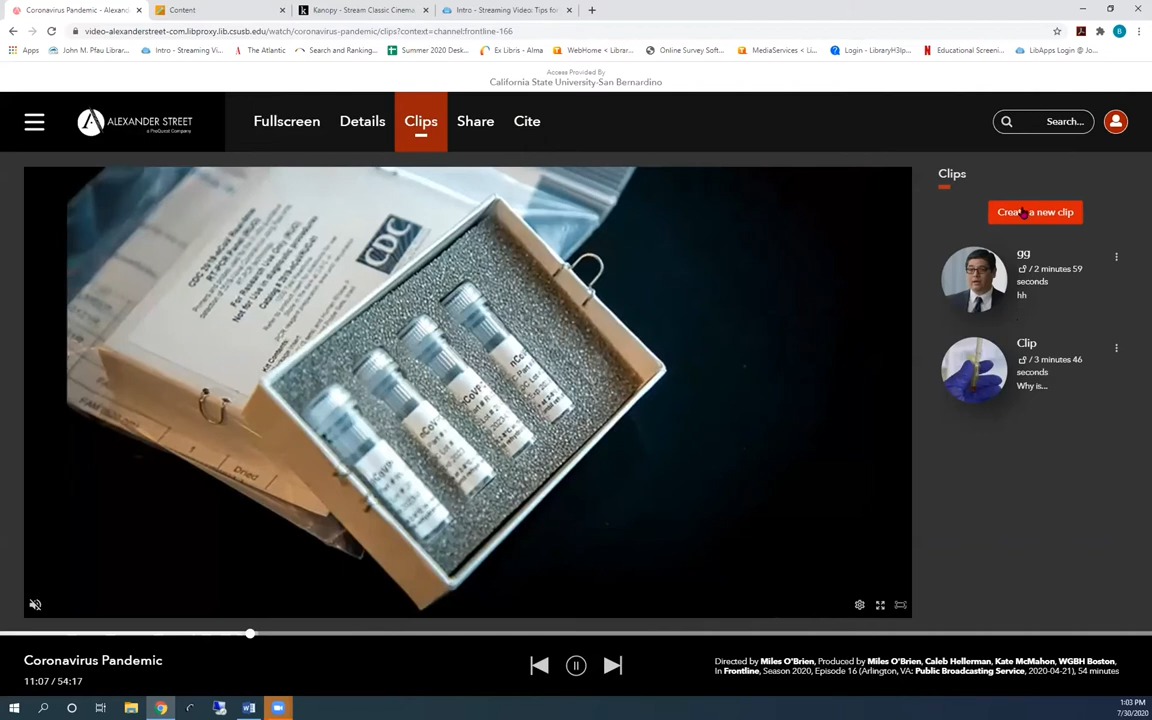 Coronavirus Pandemic - Alexand
Content
Kanopy - Stream Classic Cinema
Intro - Streaming Video: Tips for
video-alexanderstreet-com.libproxy.lib.csusb.edu/watch/coronavirus-pandemic/clips?context=channel:frontline-166
Apps
John M. Pfau Librar...
Intro - Streaming Vi...
The Atlantic
Search and Ranking...
Summer 2020 Desk...
Ex Libris - Alma
WebHome < Librar...
Online Survey Soft...
MediaServices < Li...
Login - LibraryH3lp...
Educational Screeni...
LibApps Login @ Jo...
Access Provided By
California State University-San Bernardino
ALEXANDER STREET
a ProQuest Company
Fullscreen
Details
Clips
Share
Cite
Search...
Clips
Create a new clip
gg
/ 2 minutes 59
seconds
hh
Clip
/ 3 minutes 46
seconds
Why is...
CDC
For Research Use Only
Dried
Coronavirus Pandemic
11:07 / 54:17
Directed by Miles O'Brien, Produced by Miles O'Brien, Caleb Hellerman, Kate McMahon, WGBH Boston,
In Frontline, Season 2020, Episode 16 (Arlington, VA: Public Broadcasting Service, 2020-04-21), 54 minutes
1:03 PM
7/30/2020